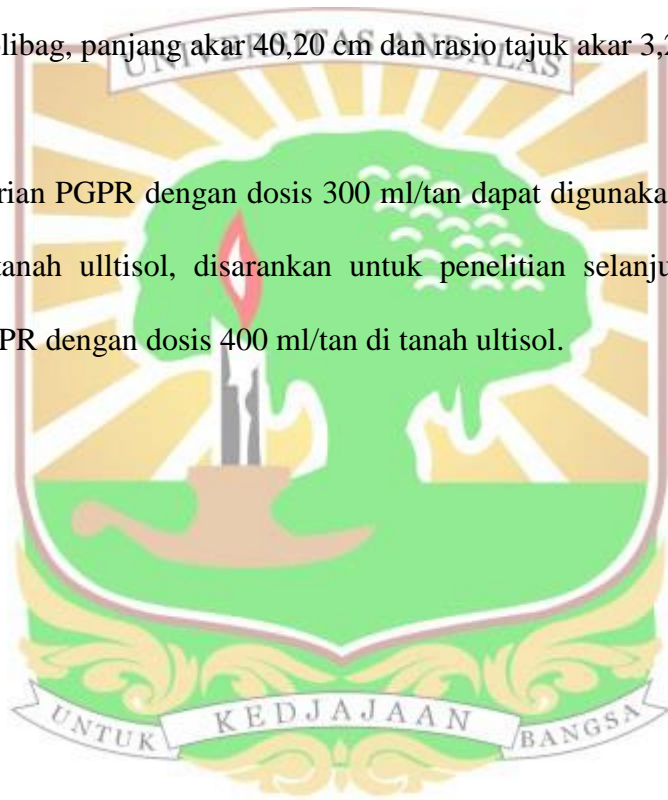 libag, panjang akar 40,20 cm dan rasio tajuk akar 3,2
UNIVERSITAS ANDALAS
rian PGPR dengan dosis 300 ml/tan dapat digunaka
tanah ulltisol, disarankan untuk penelitian selanju
PR dengan dosis 400 ml/tan di tanah ultisol.
UNTUK KEDJAJAAN BANGSA